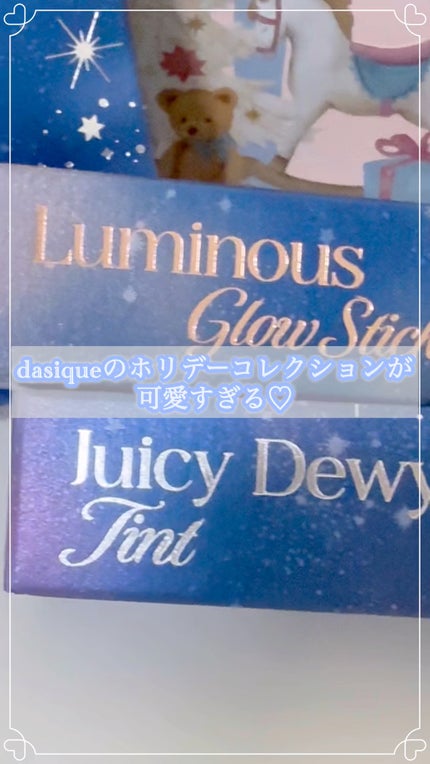 Luminous
Glow Stick
dasiqueのホリデーコレクションが
可愛すぎる♡
Juicy Dewy
Tint